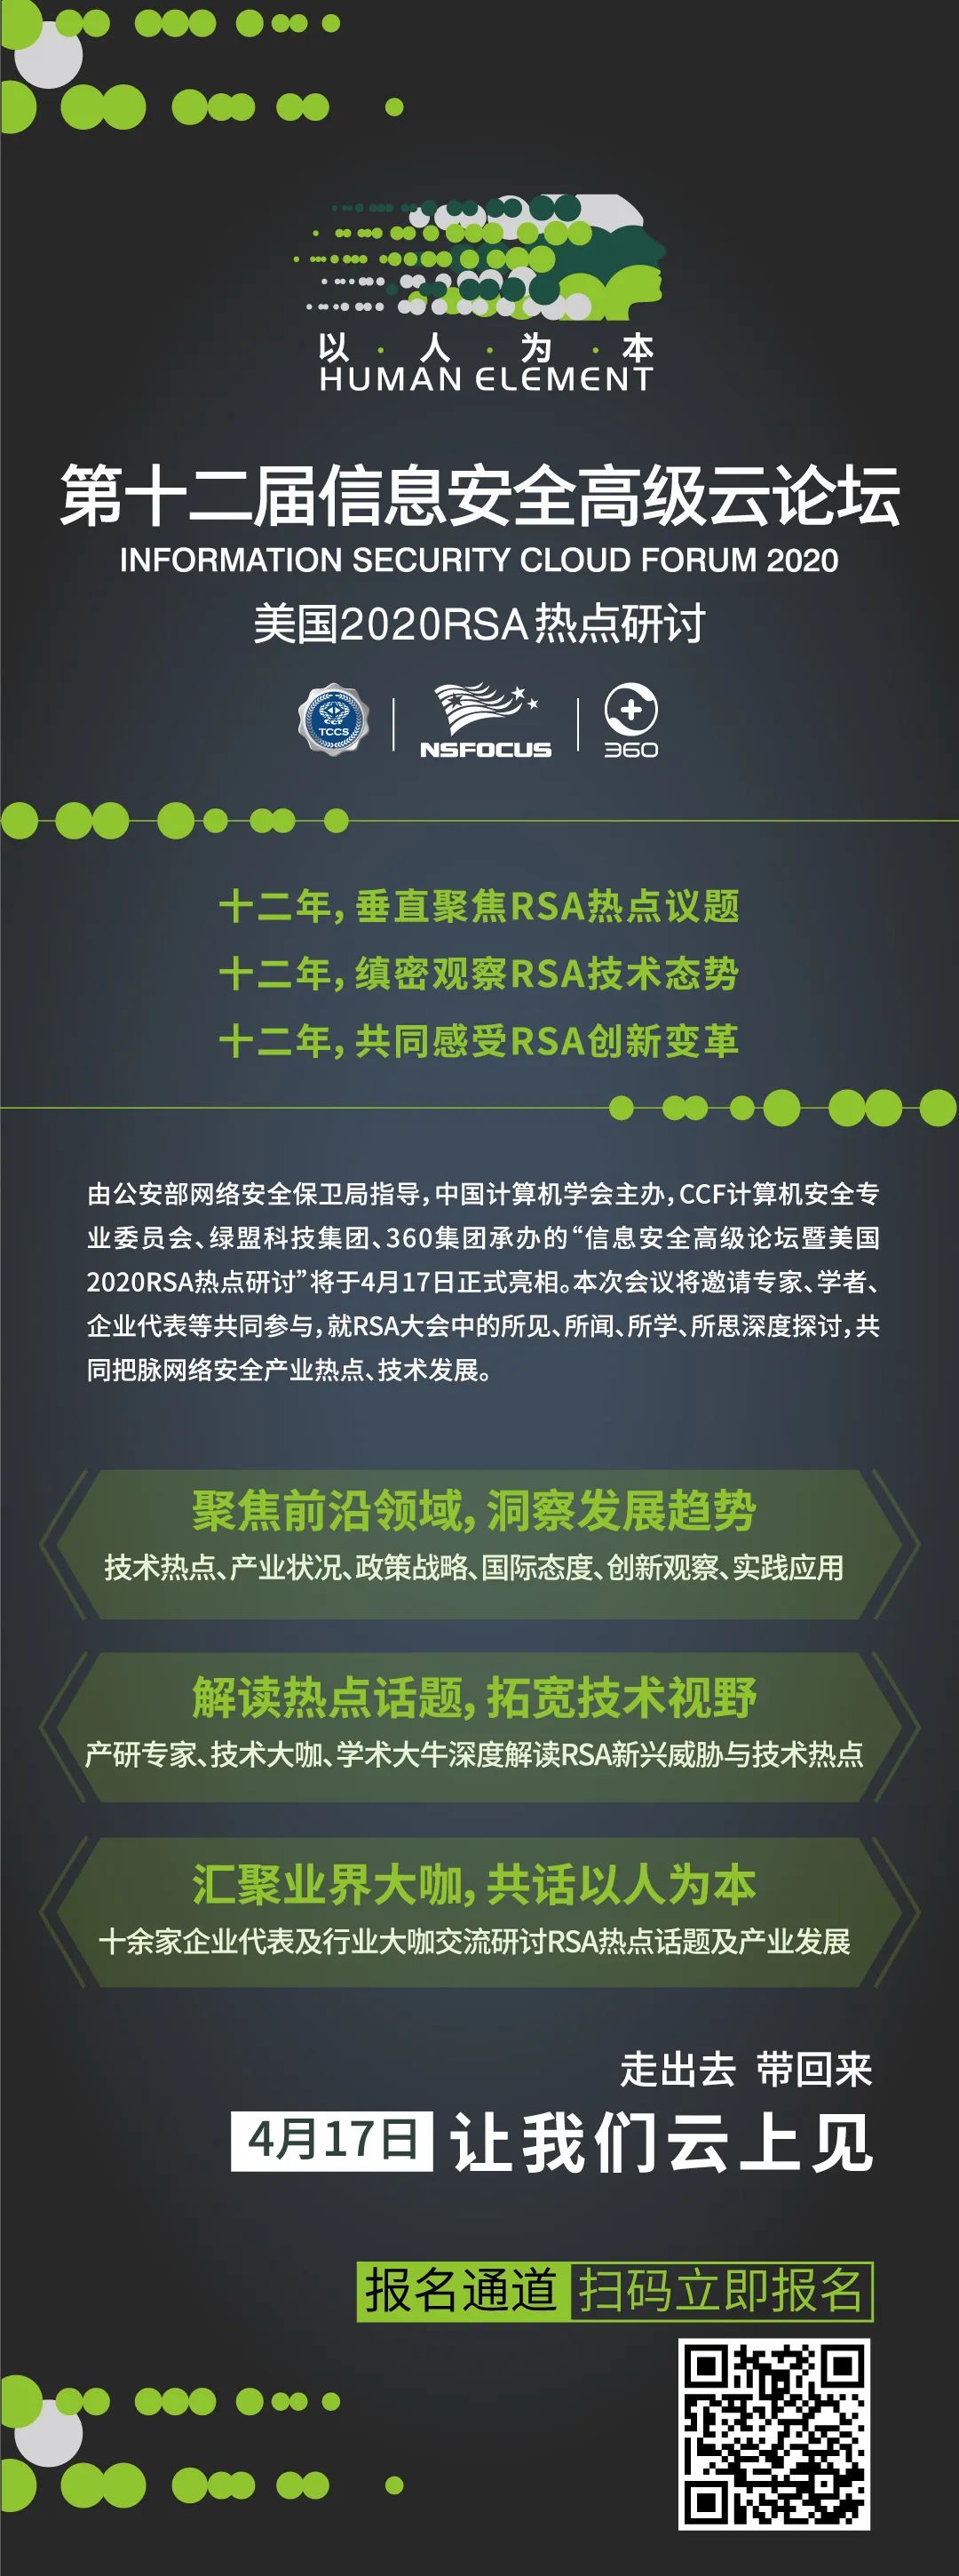 以·人·为·本
HUMAN ELEMENT
第十二届信息安全高级云论坛
INFORMATION SECURITY CLOUD FORUM 2020
美国2020RSA热点研讨
CCF
TCCS
NSFOCUS
360
十二年，垂直聚焦RSA热点议题
十二年，缜密观察RSA技术态势
十二年，共同感受RSA创新变革
由公安部网络安全保卫局指导，中国计算机学会主办，CCF计算机安全专
业委员会、绿盟科技集团、360集团承办的“信息安全高级论坛暨美国
2020RSA热点研讨”将于4月17日正式亮相。本次会议将邀请专家、学者、
企业代表等共同参与，就RSA大会中的所见、所闻、所学、所思深度探讨，共
同把脉网络安全产业热点、技术发展。
聚焦前沿领域，洞察发展趋势
技术热点、产业状况、政策战略、国际态度、创新观察、实践应用
解读热点话题，拓宽技术视野
产研专家、技术大咖、学术大牛深度解读RSA新兴威胁与技术热点
汇聚业界大咖，共话以人为本
十余家企业代表及行业大咖交流研讨RSA热点话题及产业发展
走出去 带回来
4月17日 让我们云上见
报名通道 扫码立即报名